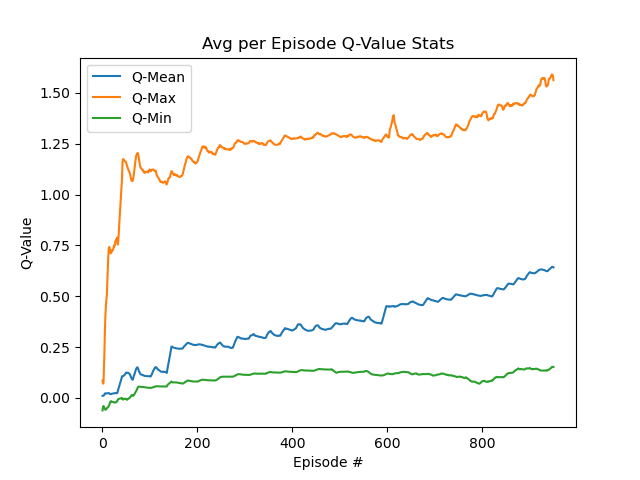 Avg per Episode Q-Value Stats
Q-Mean
Q-Max
Q-Min
1.50
1.25
1.00
0.75
0.50
0.25
0.00
Q-Value
0 200 400 600 800
Episode #